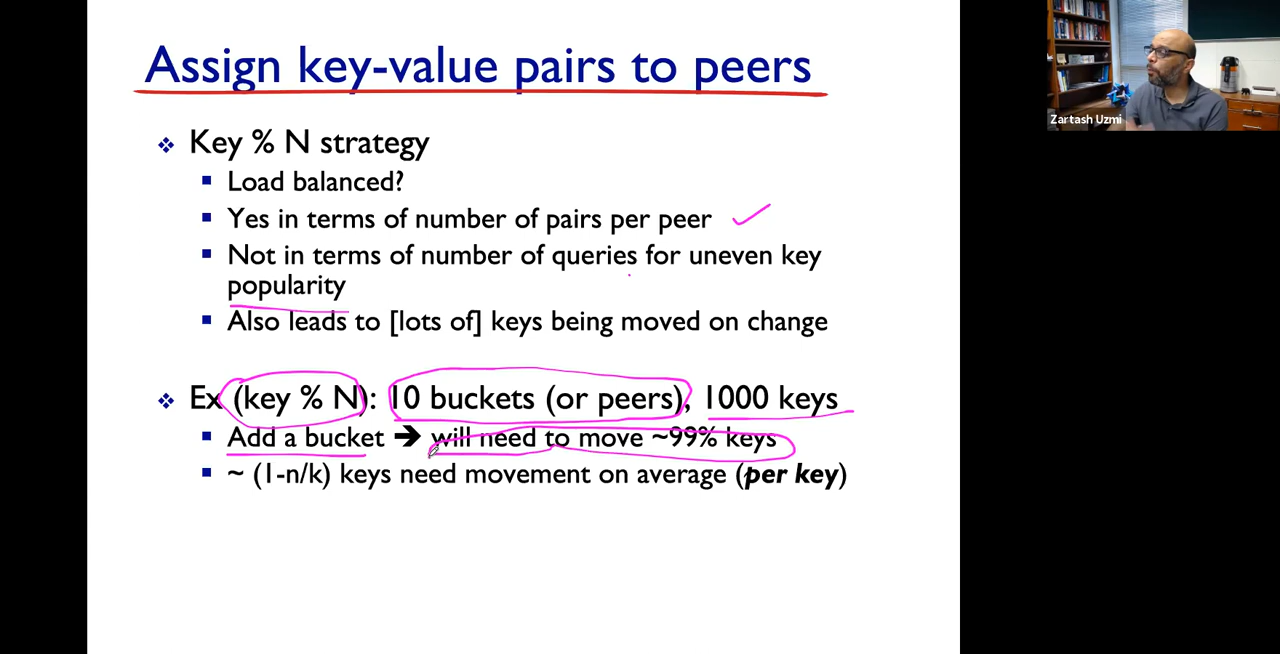 Assign key-value pairs to peers
Zartash Uzmi
Key % N strategy
Load balanced?
Yes in terms of number of pairs per peer
Not in terms of number of queries for uneven key
popularity
Also leads to [lots of] keys being moved on change
Ex (key % N): 10 buckets (or peers), 1000 keys
Add a bucket ➔ will need to move ~99% keys
~ (1-n/k) keys need movement on average (per key)